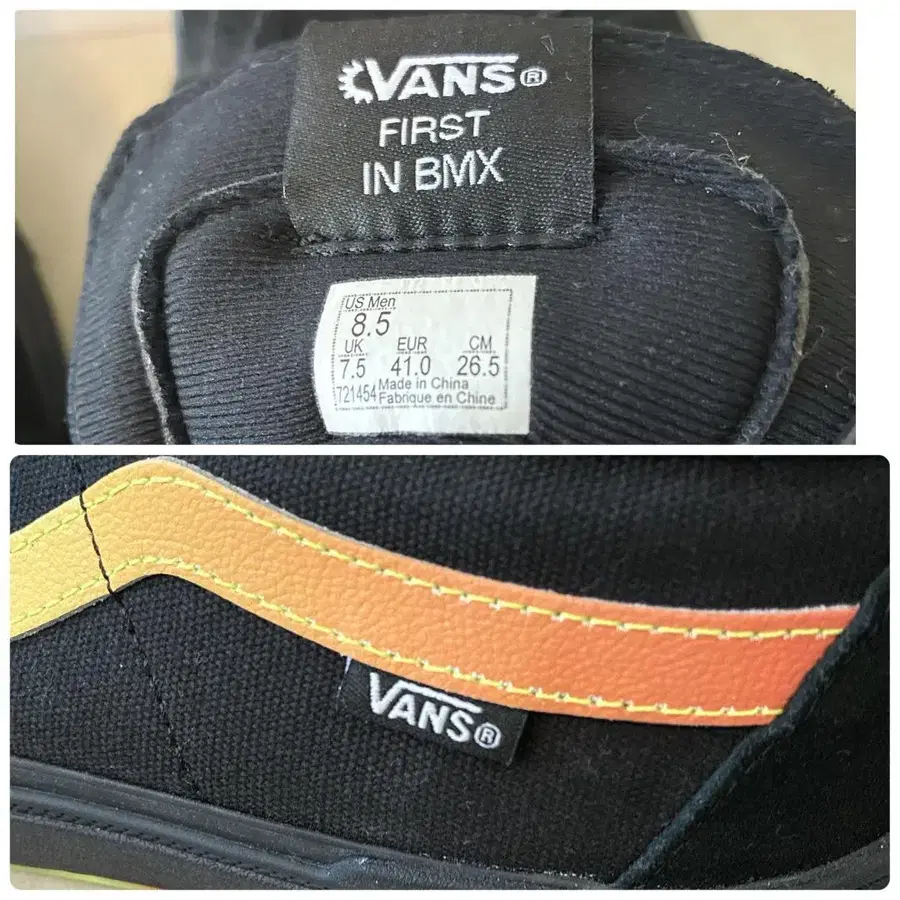 VANS®
FIRST
IN BMX
US Men
8.5
UK EUR CM
7.5 41.0 26.5
721454 Made in China
Fabrique en Chine
VANS®